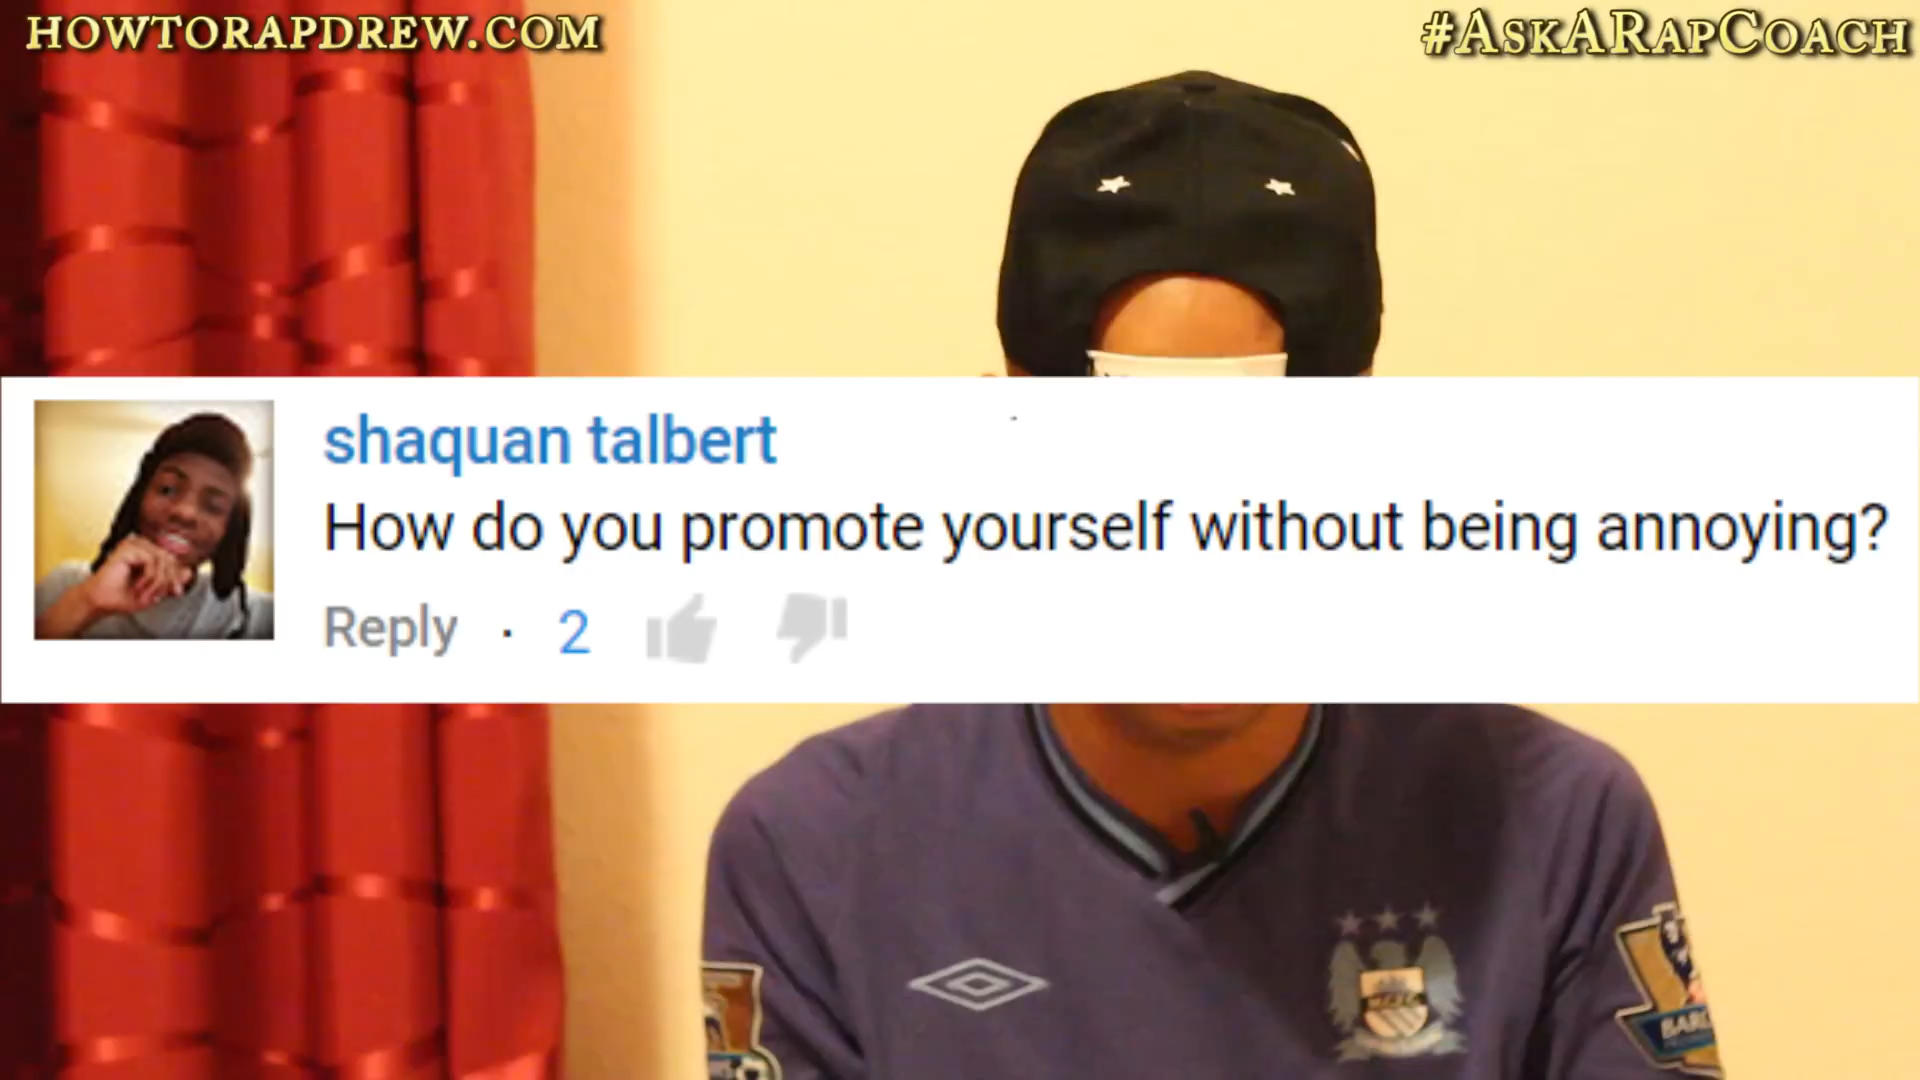 HOWTORAPDREW.COM
#ASKARAPCOACH
shaquan talbert
How do you promote yourself without being annoying?
Reply · 2